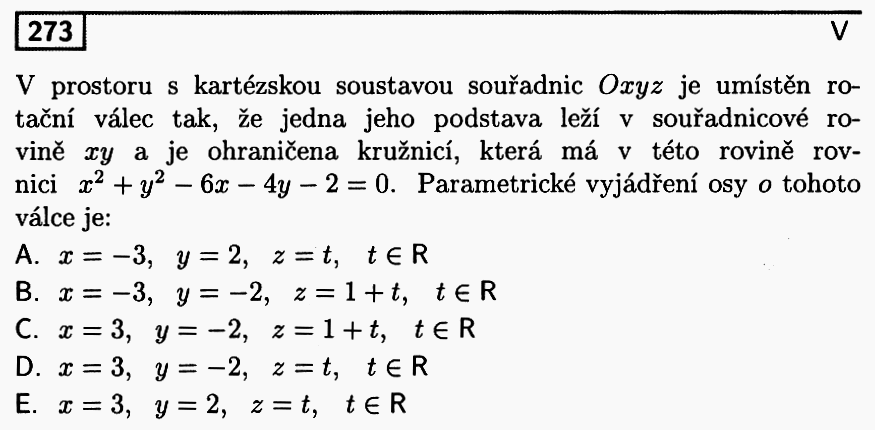 273 V
V prostoru s kartézskou soustavou souřadnic Oxyz je umístěn ro-
tační válec tak, že jedna jeho podstava leží v souřadnicové ro-
vině xy a je ohraničena kružnicí, která má v této rovině rov-
nici x² + y² − 6x − 4y − 2 = 0. Parametrické vyjádření osy o tohoto
válce je:
A. x = −3, y = 2, z = t, t ∈ R
B. x = −3, y = −2, z = 1 + t, t ∈ R
C. x = 3, y = −2, z = 1 + t, t ∈ R
D. x = 3, y = −2, z = t, t ∈ R
E. x = 3, y = 2, z = t, t ∈ R